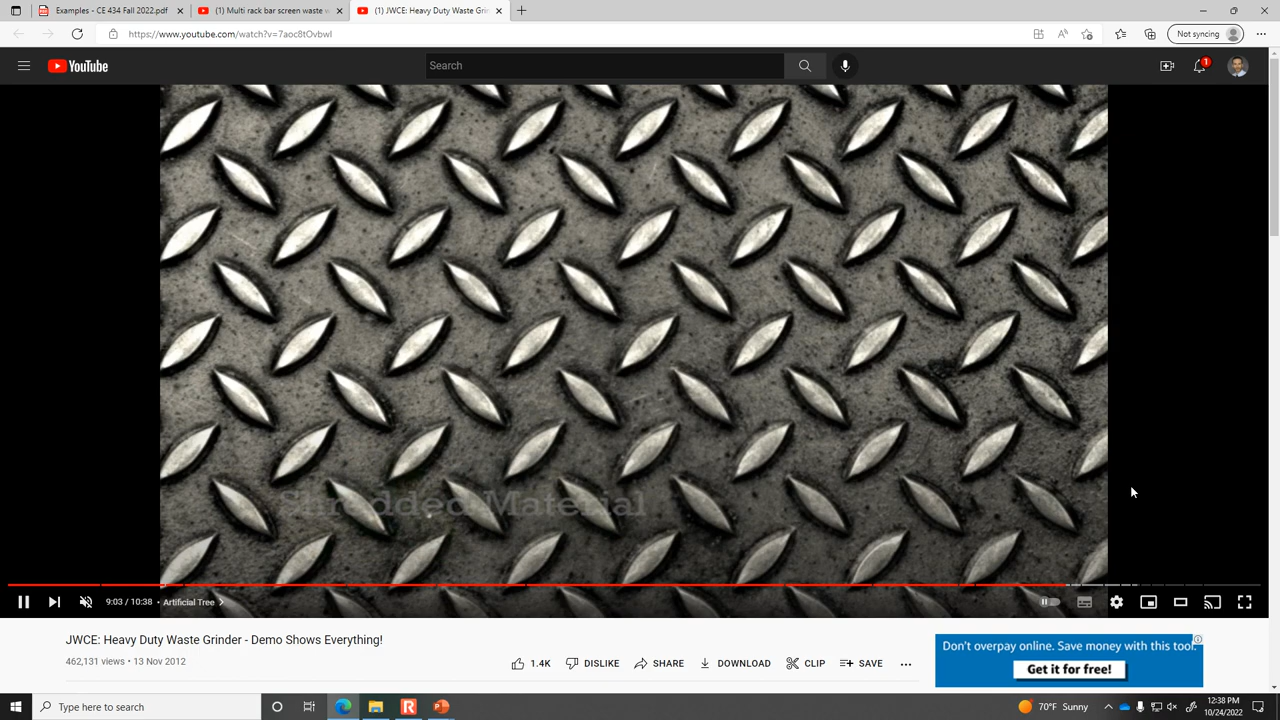 Examples - CE 434 Fall 2022.pdf
(1) Multi rack bar screen waste w
(1) JWCE: Heavy Duty Waste Grin
https://www.youtube.com/watch?v=7aoc8tOvbwI
Not syncing
YouTube
Search
1
Shredded Material
9:03 / 10:38 • Artificial Tree
JWCE: Heavy Duty Waste Grinder - Demo Shows Everything!
462,131 views • 13 Nov 2012
1.4K DISLIKE SHARE DOWNLOAD CLIP SAVE
Don't overpay online. Save money with this tool.
Get it for free!
Type here to search
70°F Sunny
12:38 PM
10/24/2022